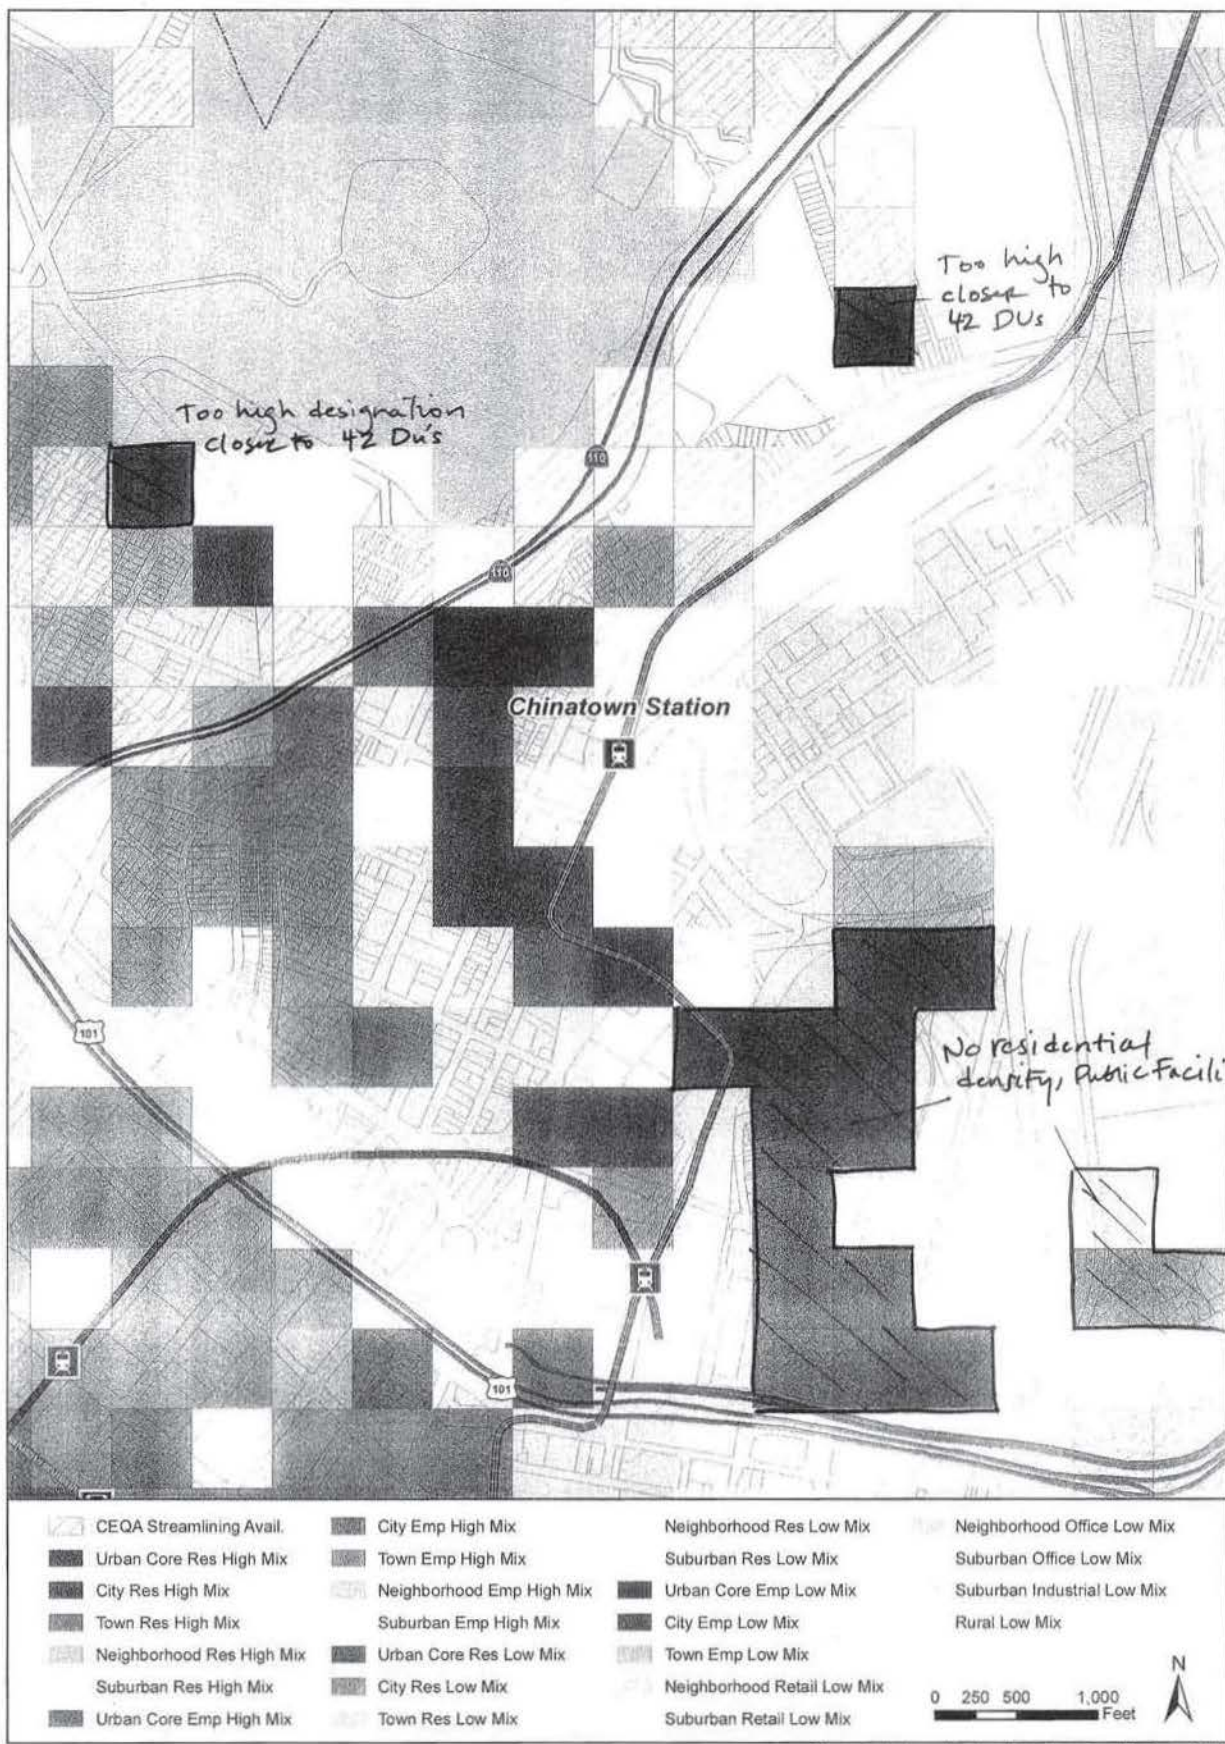 Too high
closer to
42 DUs
Too high designation
closer to 42 Du's
110
110
Chinatown Station
101
No residential
density, Public Facili
101
CEQA Streamlining Avail.
Urban Core Res High Mix
City Res High Mix
Town Res High Mix
Neighborhood Res High Mix
Suburban Res High Mix
Urban Core Emp High Mix
City Emp High Mix
Town Emp High Mix
Neighborhood Emp High Mix
Suburban Emp High Mix
Urban Core Res Low Mix
City Res Low Mix
Town Res Low Mix
Neighborhood Res Low Mix
Suburban Res Low Mix
Urban Core Emp Low Mix
City Emp Low Mix
Town Emp Low Mix
Neighborhood Retail Low Mix
Suburban Retail Low Mix
Neighborhood Office Low Mix
Suburban Office Low Mix
Suburban Industrial Low Mix
Rural Low Mix
N
0 250 500 1,000
Feet